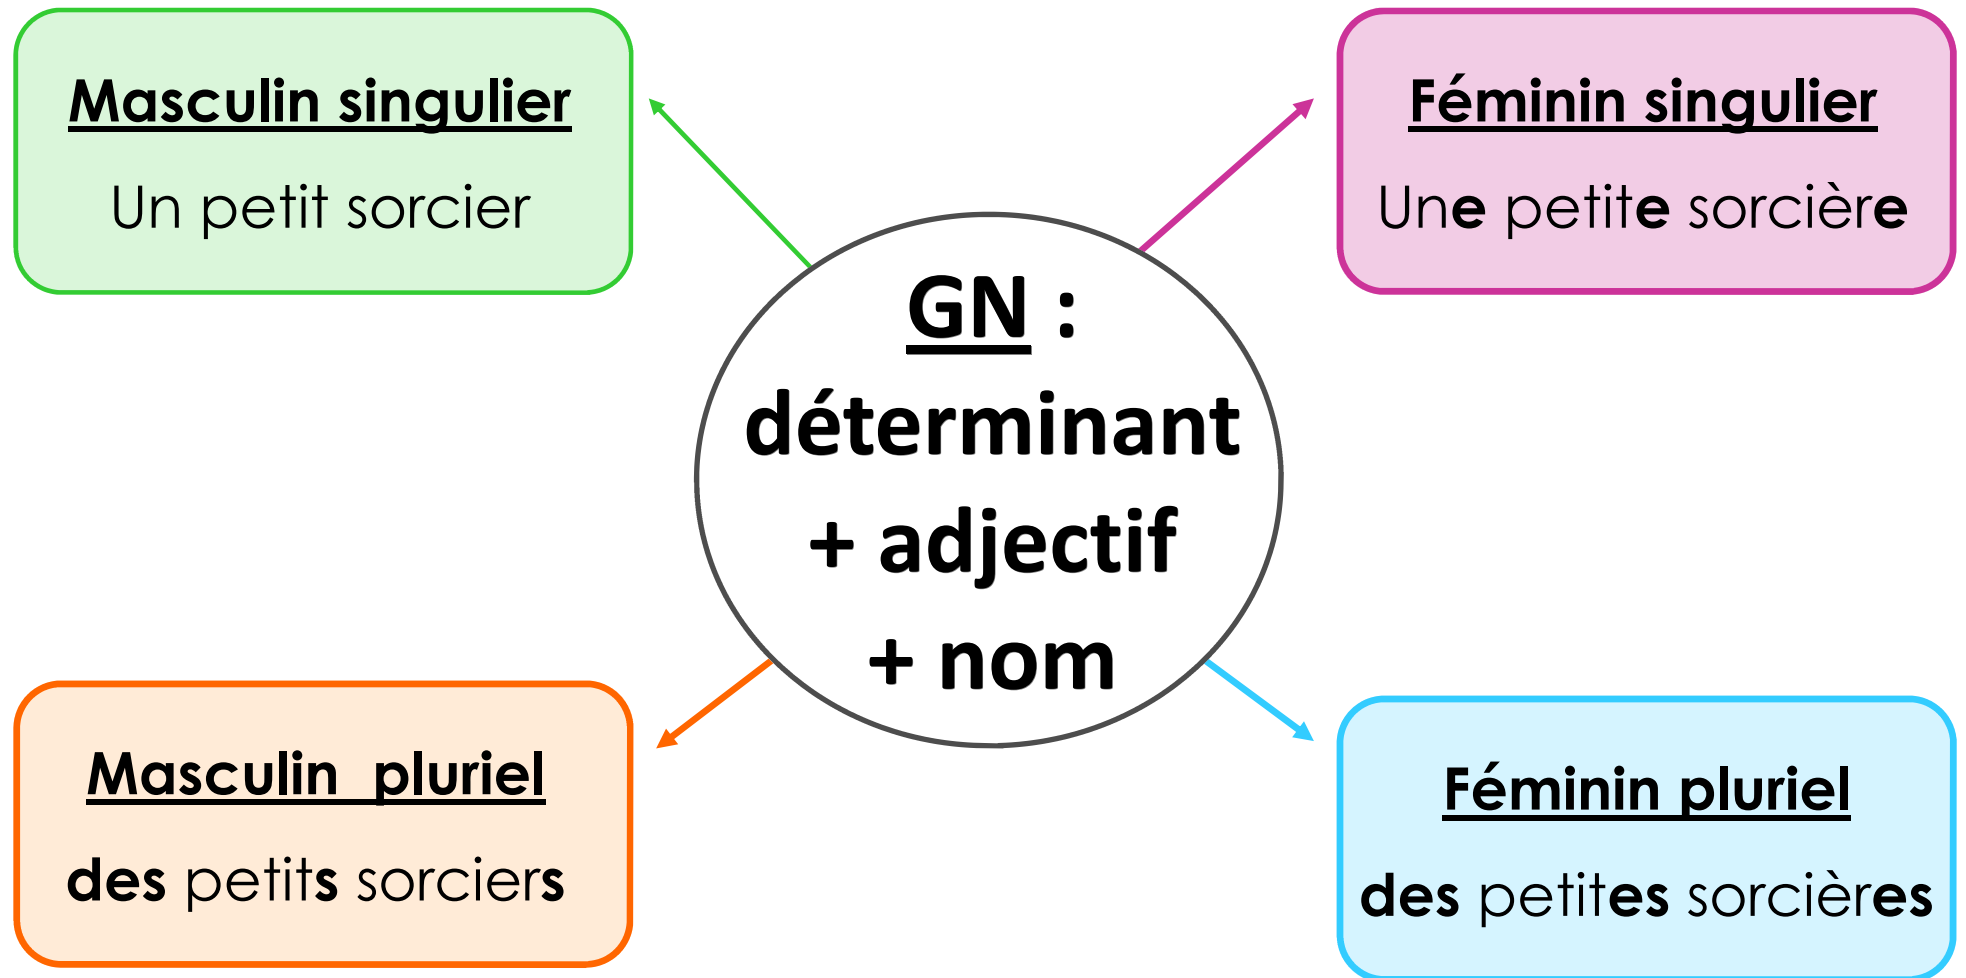 Masculin singulier
Un petit sorcier
Féminin singulier
Une petite sorcière
GN :
déterminant
+ adjectif
+ nom
Masculin pluriel
des petits sorciers
Féminin pluriel
des petites sorcières